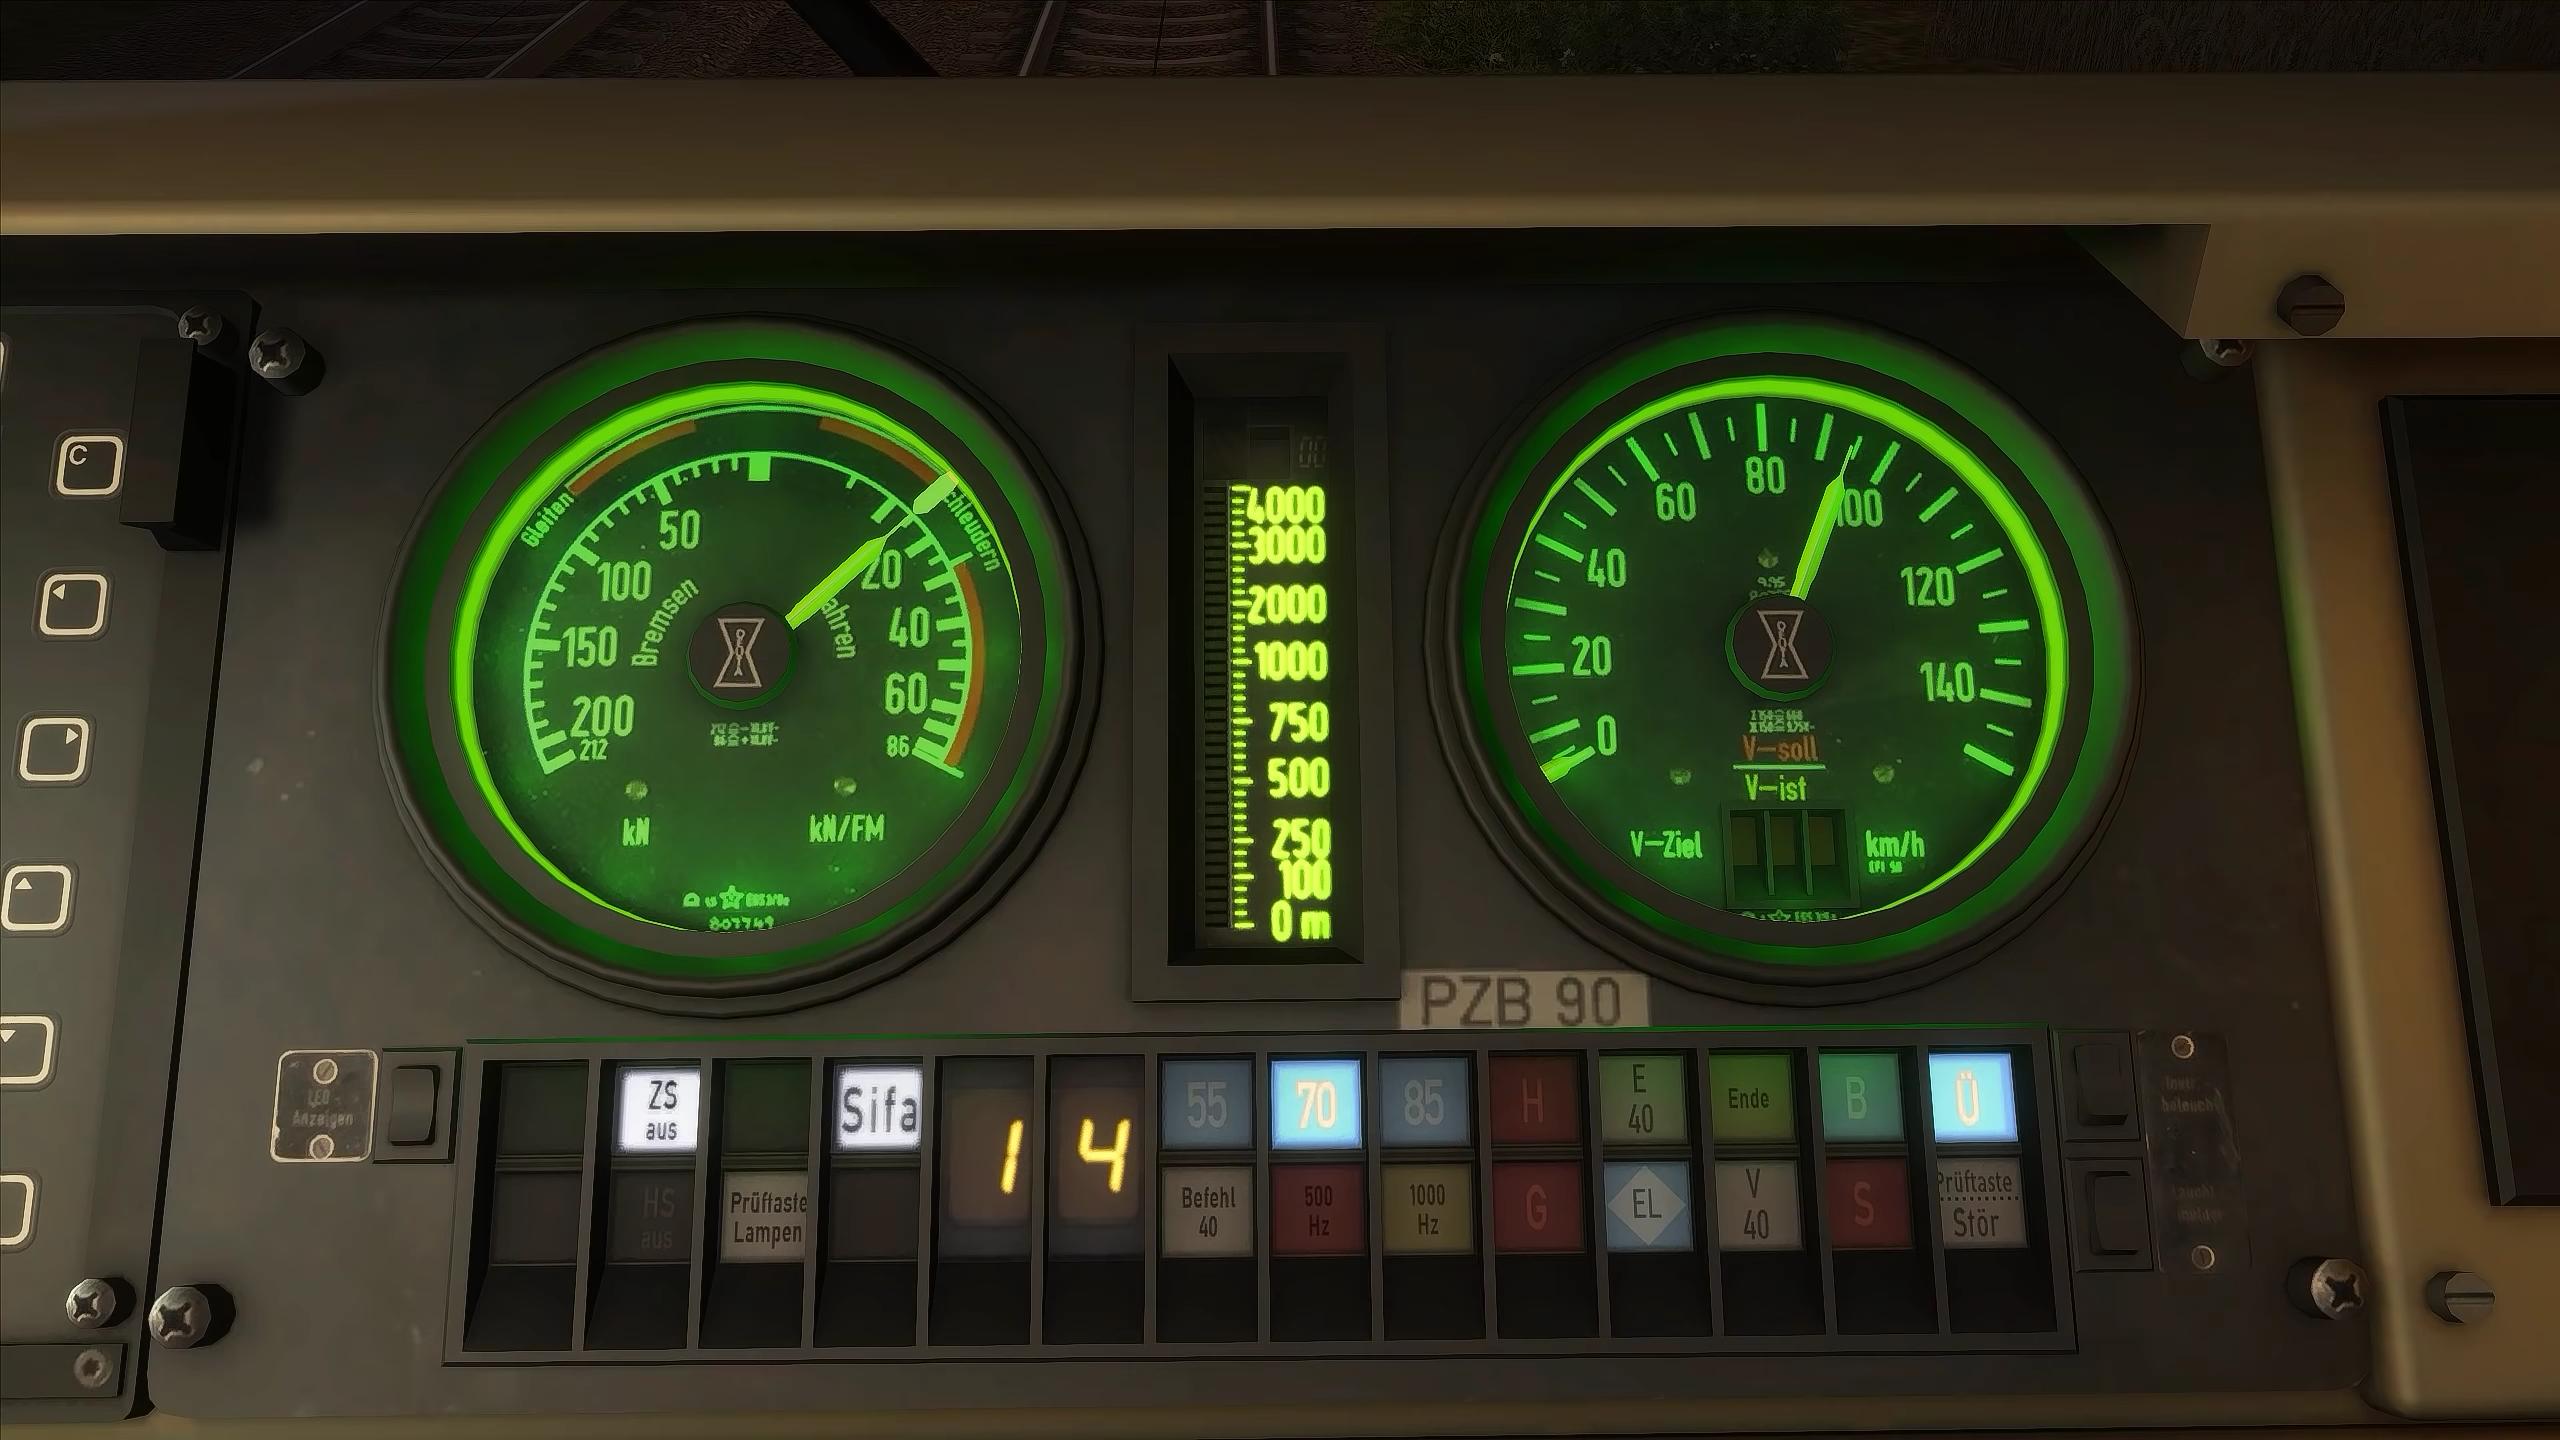 C
Gleiten
50
100
150
200
212
Bremsen
20
40
60
86
kN
kN/FM
807749
4000
3000
2000
1000
750
500
250
100
0 m
0
20
40
60
80
100
120
140
V-soll
V-ist
V-Ziel
km/h
PZB 90
LED-
Anzeigen
ZS
aus
HS
aus
Prüftaste
Lampen
Sifa
14
55
70
85
H
E
40
Ende
B
Ü
Befehl
40
500
Hz
1000
Hz
G
EL
V
40
S
Prüftaste
Stör